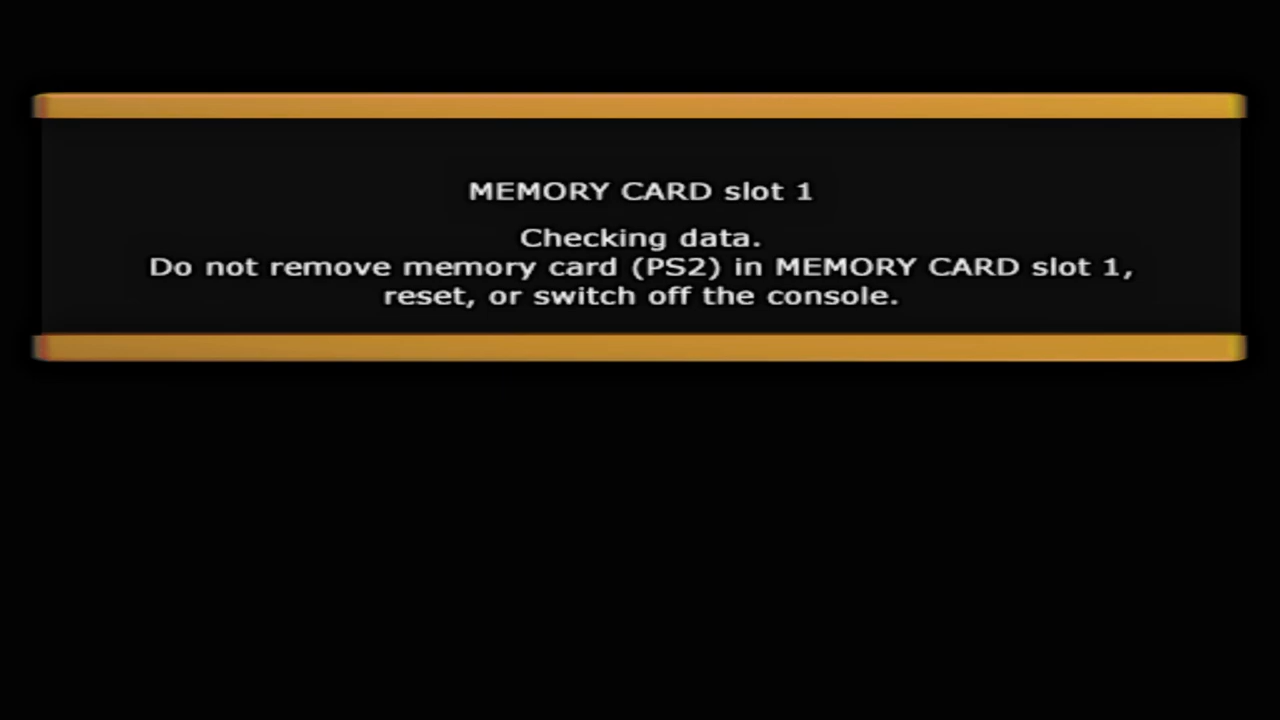 MEMORY CARD slot 1
Checking data.
Do not remove memory card (PS2) in MEMORY CARD slot 1,
reset, or switch off the console.